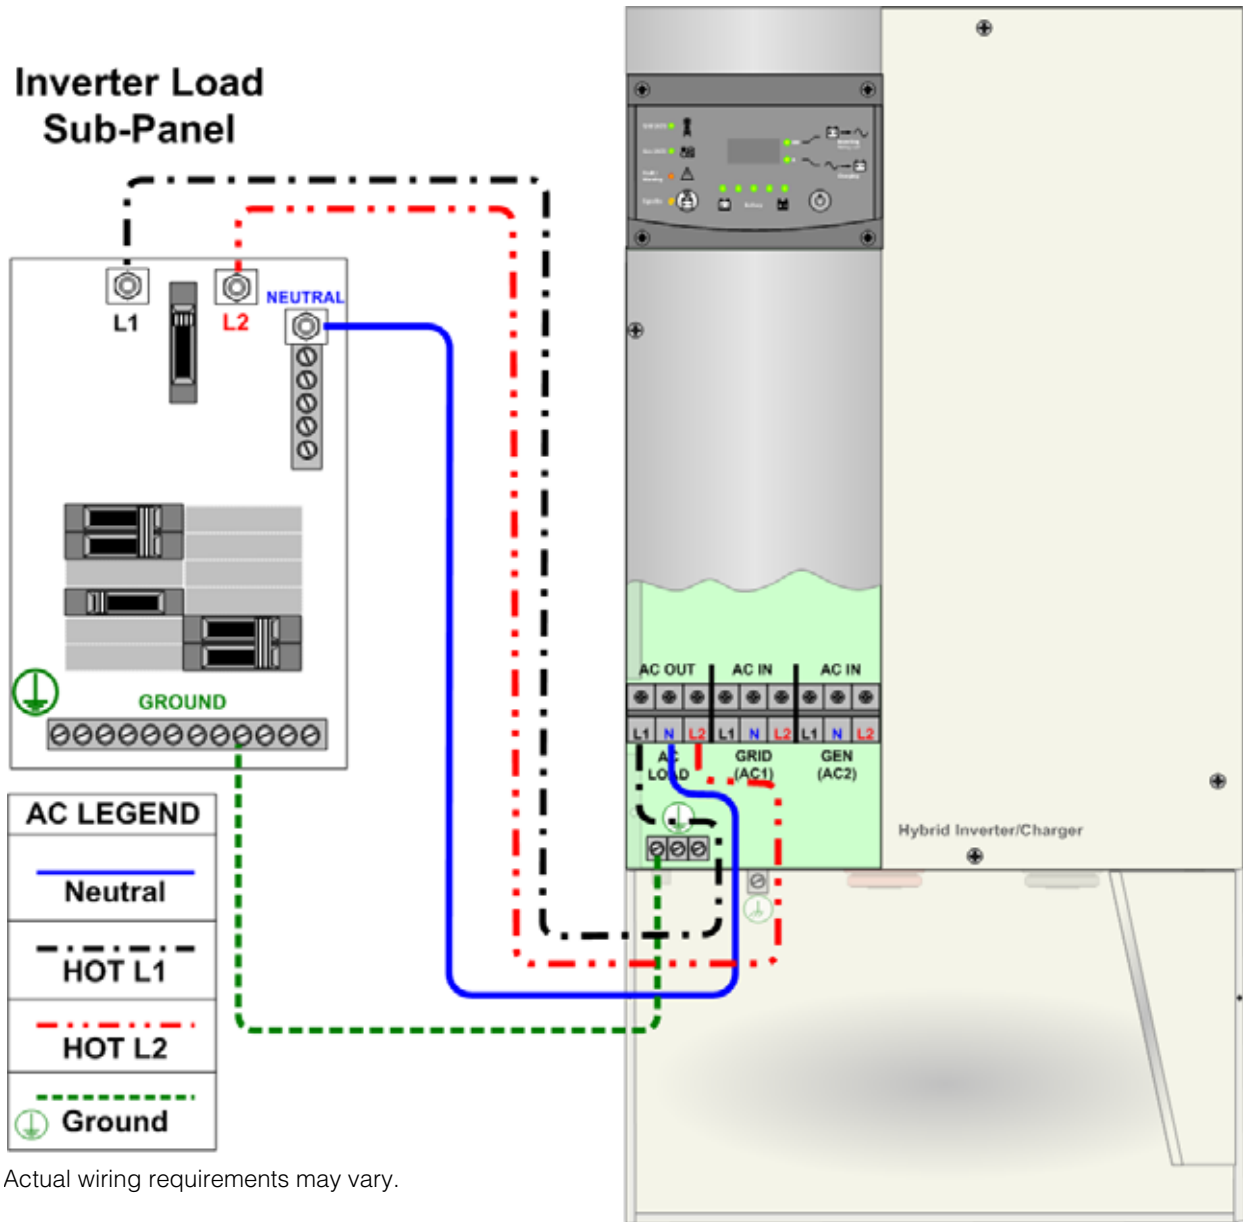 Inverter Load
Sub-Panel
L1
L2
NEUTRAL
GROUND
AC LEGEND
Neutral
HOT L1
HOT L2
Ground
Actual wiring requirements may vary.
Battery
AC OUT
AC IN
AC IN
L1 N L2 L1 N L2 L1 N L2
AC
LOAD
GRID
(AC1)
GEN
(AC2)
Hybrid Inverter/Charger